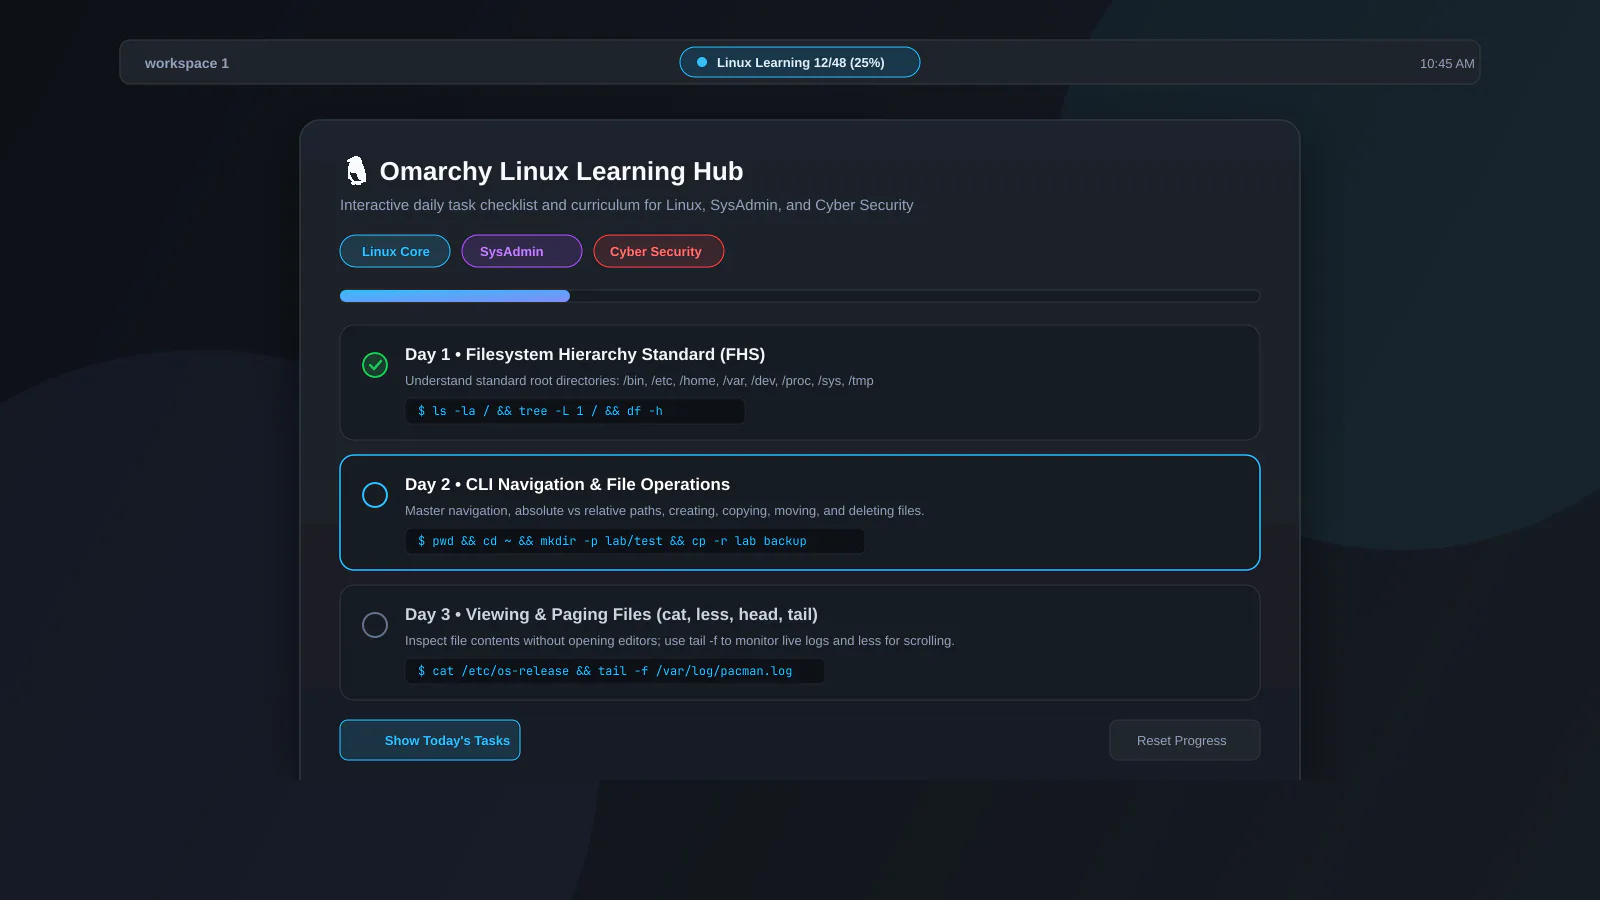 workspace 1
Linux Learning 12/48 (25%)
10:45 AM
Omarchy Linux Learning Hub
Interactive daily task checklist and curriculum for Linux, SysAdmin, and Cyber Security
Linux Core
SysAdmin
Cyber Security
Day 1 • Filesystem Hierarchy Standard (FHS)
Understand standard root directories: /bin, /etc, /home, /var, /dev, /proc, /sys, /tmp
$ ls -la / && tree -L 1 / && df -h
Day 2 • CLI Navigation & File Operations
Master navigation, absolute vs relative paths, creating, copying, moving, and deleting files.
$ pwd && cd ~ && mkdir -p lab/test && cp -r lab backup
Day 3 • Viewing & Paging Files (cat, less, head, tail)
Inspect file contents without opening editors; use tail -f to monitor live logs and less for scrolling.
$ cat /etc/os-release && tail -f /var/log/pacman.log
Show Today's Tasks
Reset Progress